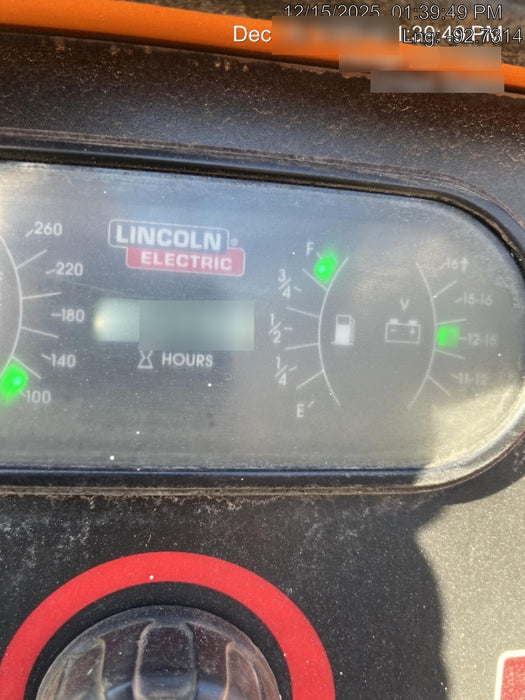 12/15/2025 01:39:49 PM
Dec
LINCOLN®
ELECTRIC
HOURS
260
220
180
140
100
F
3/4
1/2
1/4
E
V
16↑
15-16
12-15
11-12